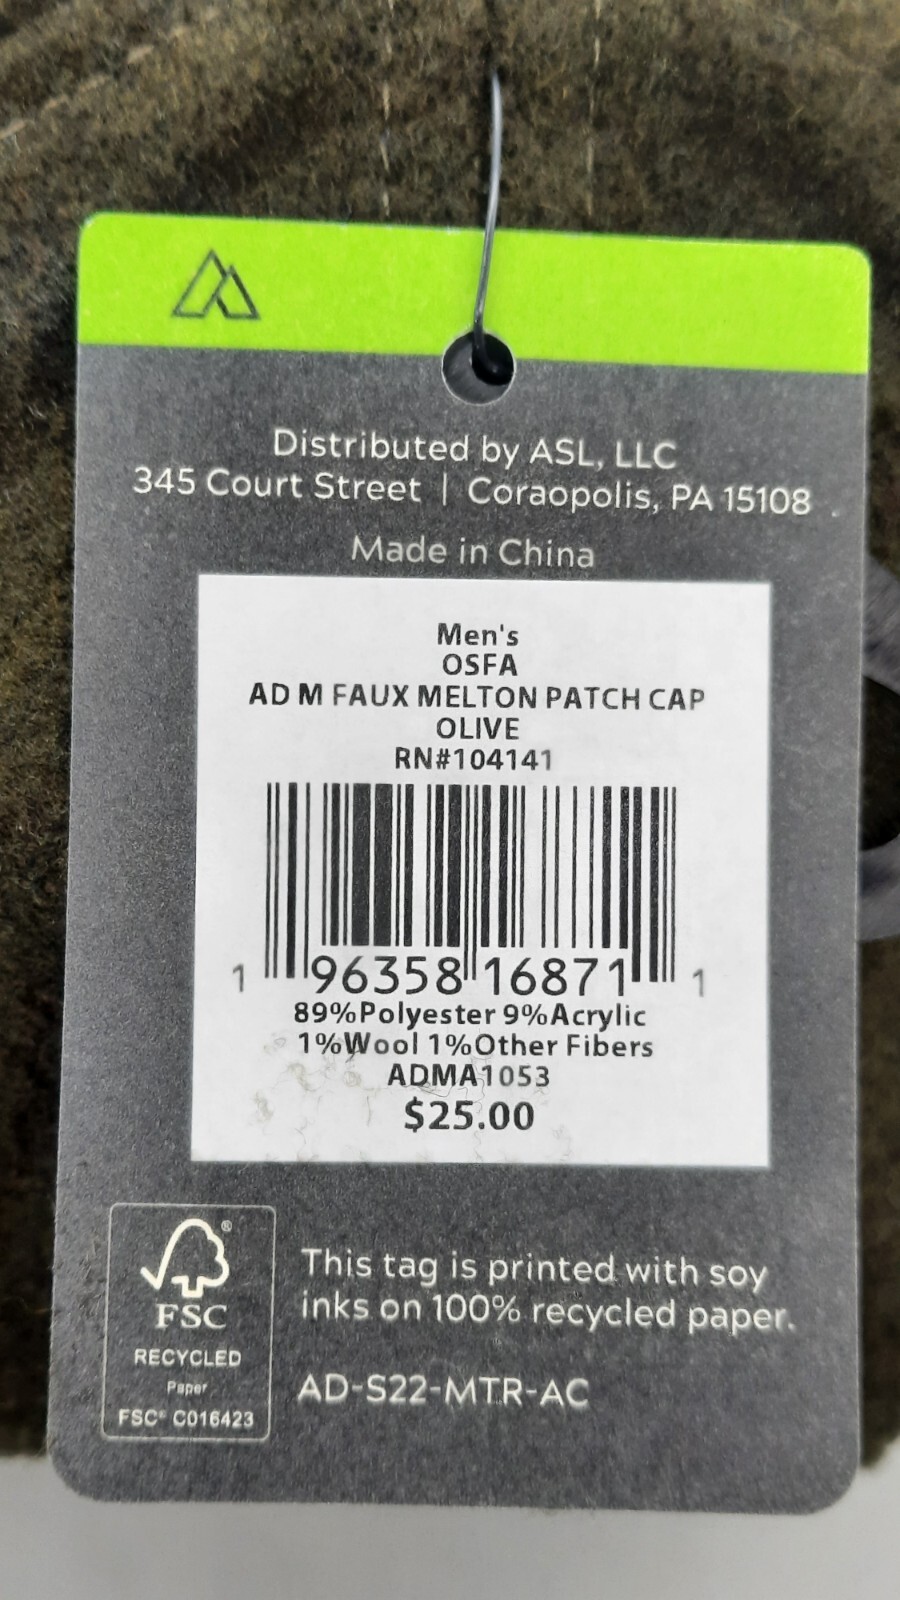 Distributed by ASL, LLC
345 Court Street | Coraopolis, PA 15108
Made in China
Men's
OSFA
AD M FAUX MELTON PATCH CAP
OLIVE
RN#104141
1 96358 16871 1
89%Polyester 9%Acrylic
1%Wool 1%Other Fibers
ADMA1053
$25.00
®
FSC
RECYCLED
Paper
FSC® C016423
This tag is printed with soy
inks on 100% recycled paper.
AD-S22-MTR-AC